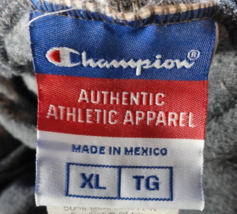 Champion®
AUTHENTIC
ATHLETIC APPAREL
MADE IN MEXICO
XL TG